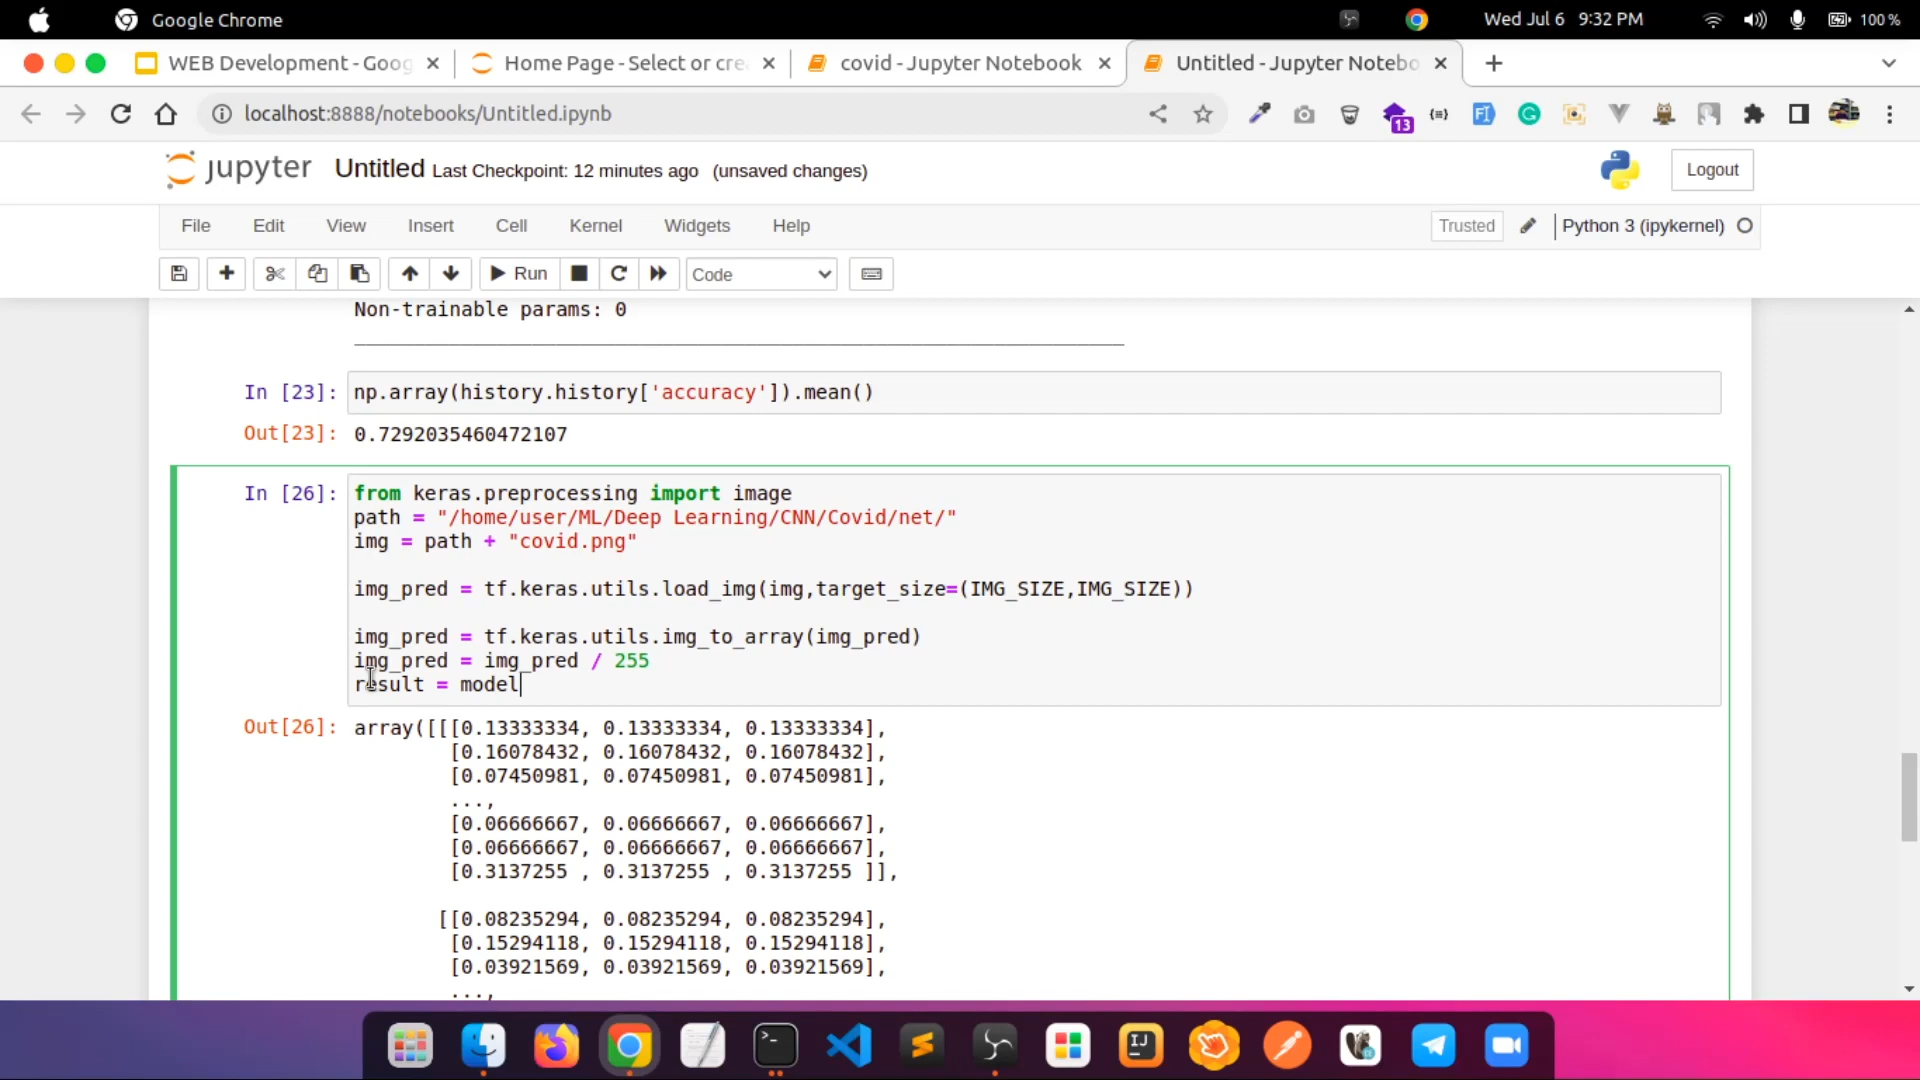 Google Chrome
Wed Jul 6 9:32 PM
100 %
WEB Development - Goog
Home Page - Select or cre
covid - Jupyter Notebook
Untitled - Jupyter Notebo
localhost:8888/notebooks/Untitled.ipynb
13
jupyter Untitled Last Checkpoint: 12 minutes ago (unsaved changes)
Logout
File Edit View Insert Cell Kernel Widgets Help
Trusted
Python 3 (ipykernel)
Run
Code
Non-trainable params: 0
_________________________________________________________________
In [23]: np.array(history.history['accuracy']).mean()
Out[23]: 0.7292035460472107
In [26]: from keras.preprocessing import image
path = "/home/user/ML/Deep Learning/CNN/Covid/net/"
img = path + "covid.png"
img_pred = tf.keras.utils.load_img(img,target_size=(IMG_SIZE,IMG_SIZE))
img_pred = tf.keras.utils.img_to_array(img_pred)
img_pred = img_pred / 255
result = model
Out[26]: array([[[0.13333334, 0.13333334, 0.13333334],
[0.16078432, 0.16078432, 0.16078432],
[0.07450981, 0.07450981, 0.07450981],
...,
[0.06666667, 0.06666667, 0.06666667],
[0.06666667, 0.06666667, 0.06666667],
[0.3137255 , 0.3137255 , 0.3137255 ]],
[[0.08235294, 0.08235294, 0.08235294],
[0.15294118, 0.15294118, 0.15294118],
[0.03921569, 0.03921569, 0.03921569],
...,
IJ